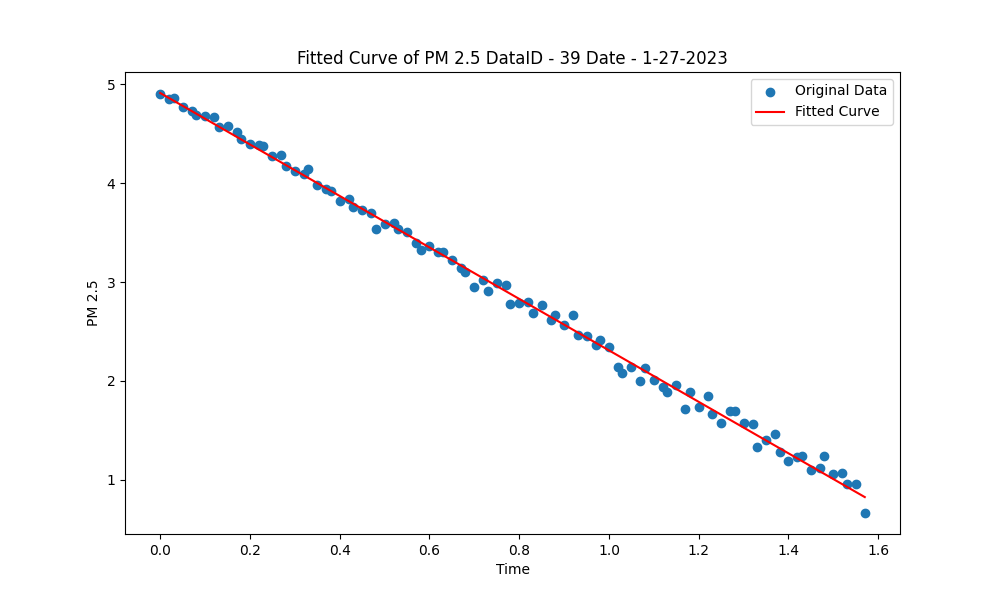 Fitted Curve of PM 2.5 DataID - 39 Date - 1-27-2023
Original Data
Fitted Curve
5
4
3
2
1
PM 2.5
0.0 0.2 0.4 0.6 0.8 1.0 1.2 1.4 1.6
Time